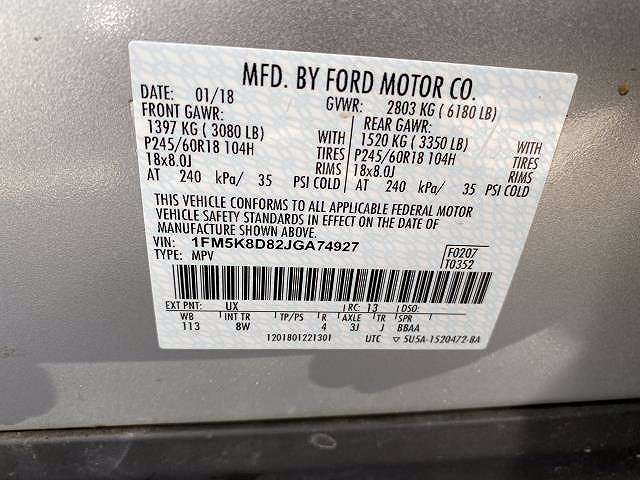 MFD. BY FORD MOTOR CO.
DATE: 01/18 GVWR: 2803 KG ( 6180 LB)
FRONT GAWR: REAR GAWR:
1397 KG ( 3080 LB) WITH 1520 KG ( 3350 LB) WITH
P245/60R18 104H TIRES P245/60R18 104H TIRES
18x8.0J RIMS 18x8.0J RIMS
AT 240 kPa/ 35 PSI COLD AT 240 kPa/ 35 PSI COLD
THIS VEHICLE CONFORMS TO ALL APPLICABLE FEDERAL MOTOR
VEHICLE SAFETY STANDARDS IN EFFECT ON THE DATE OF
MANUFACTURE SHOWN ABOVE.
VIN: 1FM5K8D82JGA74927 F0207
TYPE: MPV T0352
EXT PNT: UX RC: 13 DSO:
WB INT TR TP/PS R AXLE TR SPR
113 8W 4 3J J BBAA
1201801221301 UTC ▽ 5U5A-1520472-BA